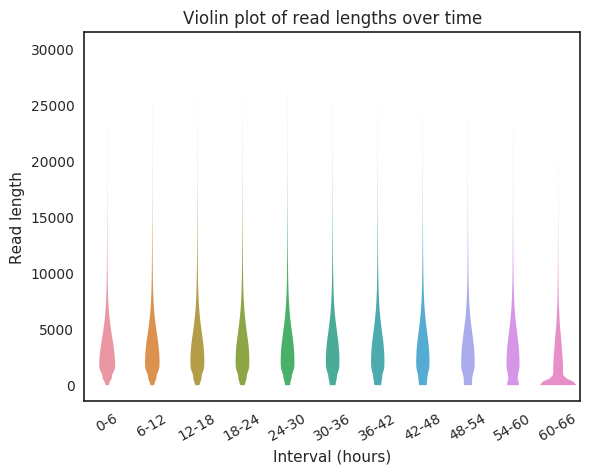 Violin plot of read lengths over time
30000
25000
20000
15000
10000
5000
0
Read length
0-6 6-12 12-18 18-24 24-30 30-36 36-42 42-48 48-54 54-60 60-66
Interval (hours)